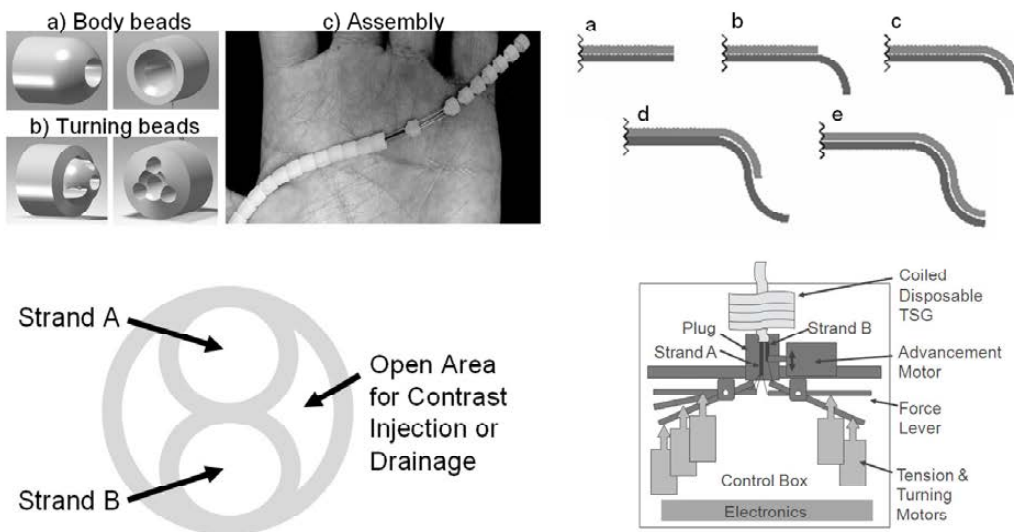 a) Body beads
c) Assembly
b) Turning beads
a
b
c
d
e
Strand A
Open Area
for Contrast
Injection or
Drainage
Strand B
Coiled
Disposable
TSG
Plug
Strand B
Strand A
Advancement
Motor
Force
Lever
Control Box
Tension &
Turning
Motors
Electronics